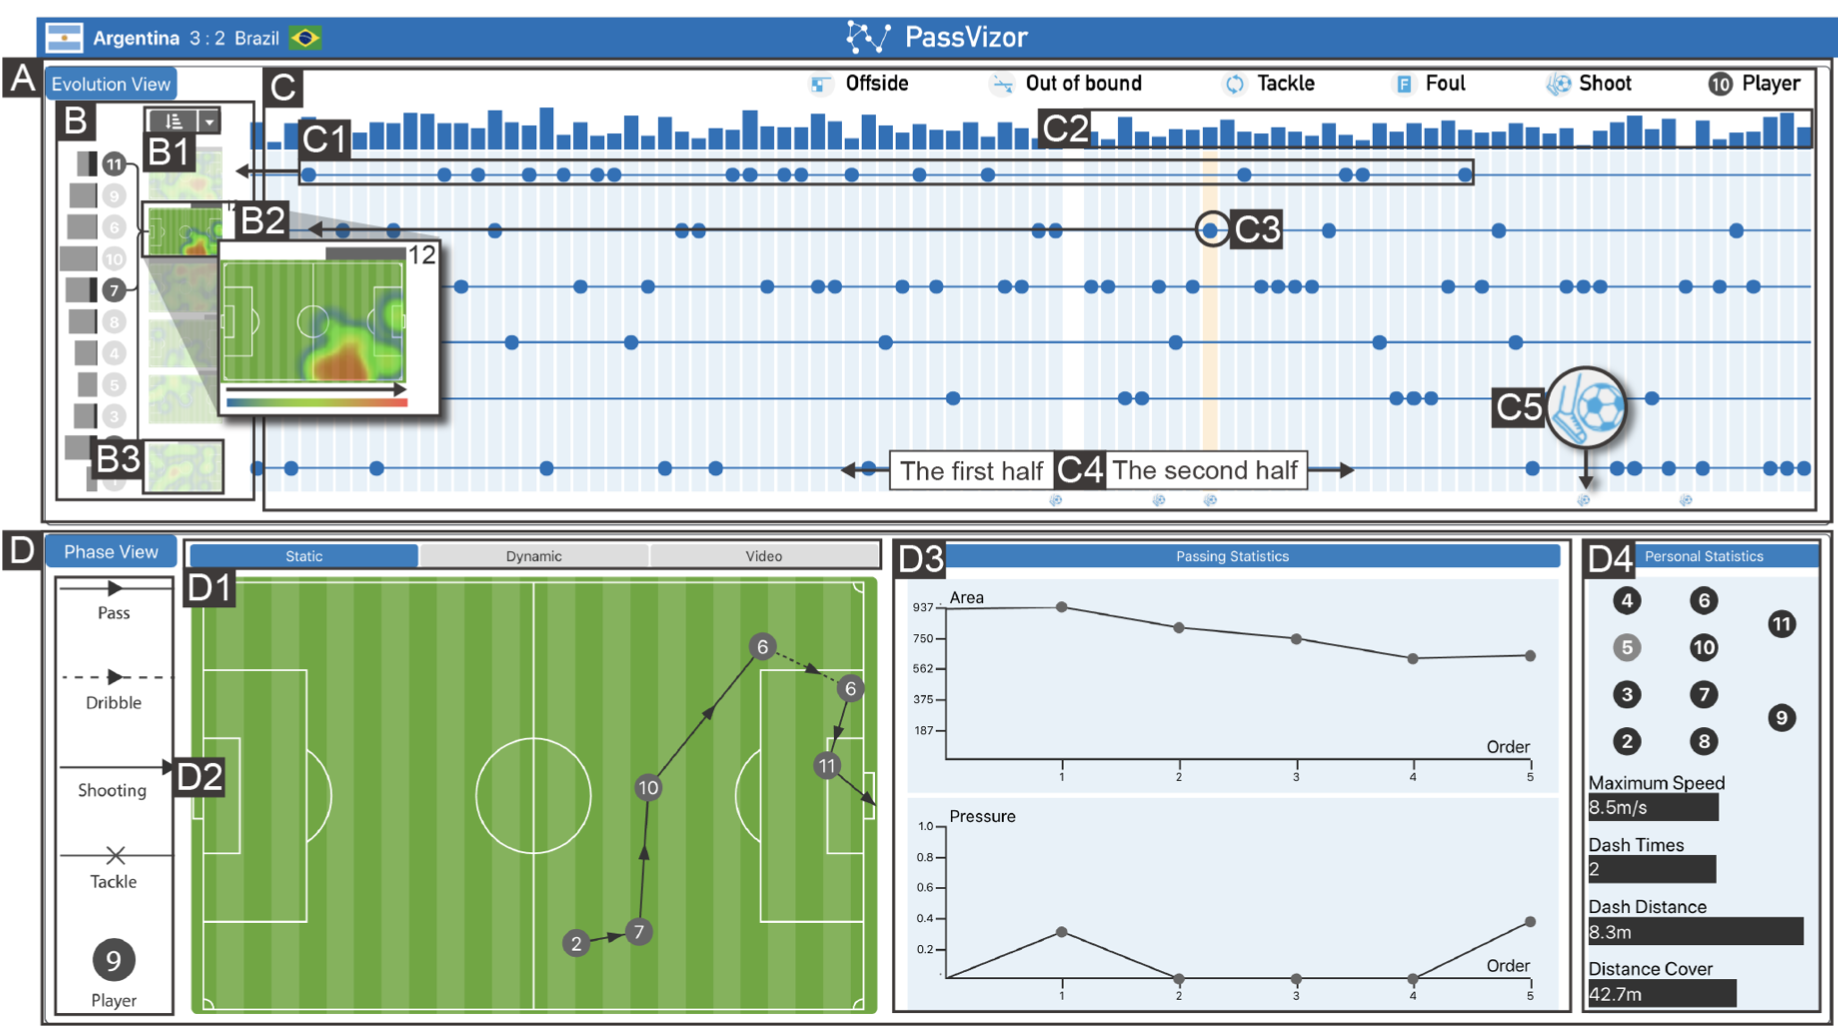 Argentina 3 : 2 Brazil
PassVizor
A
Evolution View
C
Offside
Out of bound
Tackle
F
Foul
Shoot
10
Player
B
B1
C1
C2
11
9
6
10
7
8
4
5
3
B2
12
C3
B3
C5
The first half
C4
The second half
D
Phase View
Static
Dynamic
Video
Pass
Dribble
Shooting
Tackle
9
Player
D1
D2
6
6
11
10
7
2
D3
Passing Statistics
Area
937
750
562
375
187
Order
1 2 3 4 5
Pressure
1.0
0.8
0.6
0.4
0.2
Order
1 2 3 4 5
D4
Personal Statistics
4 6
11
5 10
3 7
9
2 8
Maximum Speed
8.5m/s
Dash Times
2
Dash Distance
8.3m
Distance Cover
42.7m